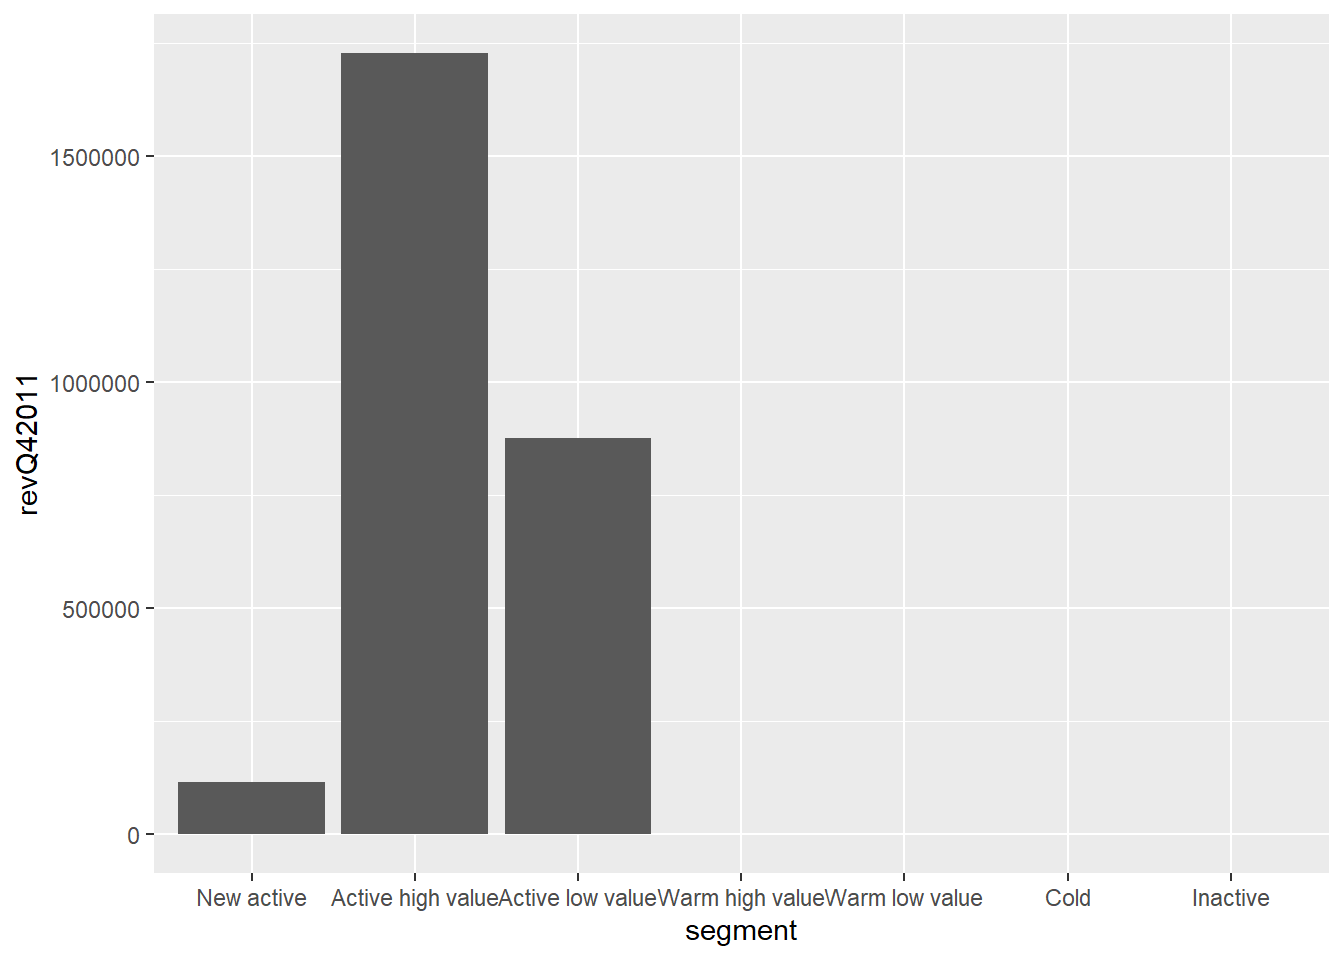 revQ42011
1500000
1000000
500000
0
New active Active high value Active low value Warm high value Warm low value Cold Inactive
segment